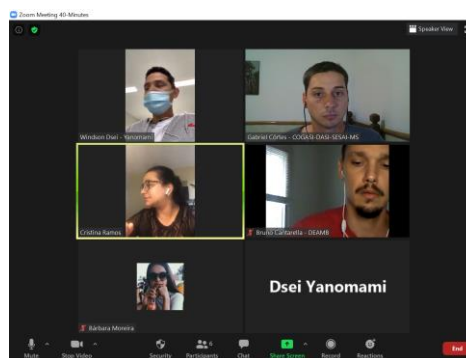 Zoom Meeting 40-Minutes
Speaker View
Windson Dsei - Yanomami
Gabriel Côrtes - COGASI-DASI-SESAI-MS
Cristina Ramos
Bruno Cantarella - DEAMB
Bárbara Moreira
Dsei Yanomami
Mute
Stop Video
Security
Participants
6
Chat
Share Screen
Record
Reactions
End